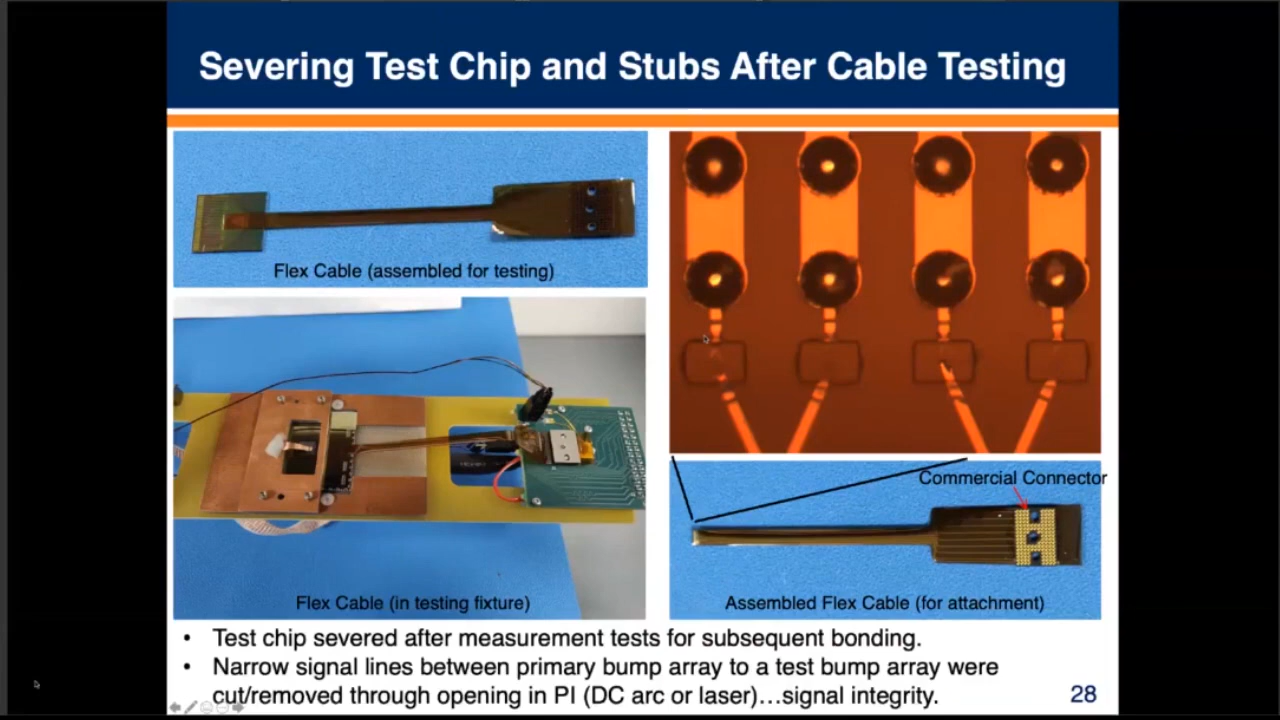 Severing Test Chip and Stubs After Cable Testing
Flex Cable (assembled for testing)
Flex Cable (in testing fixture)
Commercial Connector
Assembled Flex Cable (for attachment)
• Test chip severed after measurement tests for subsequent bonding.
• Narrow signal lines between primary bump array to a test bump array were
cut/removed through opening in PI (DC arc or laser)…signal integrity.
28